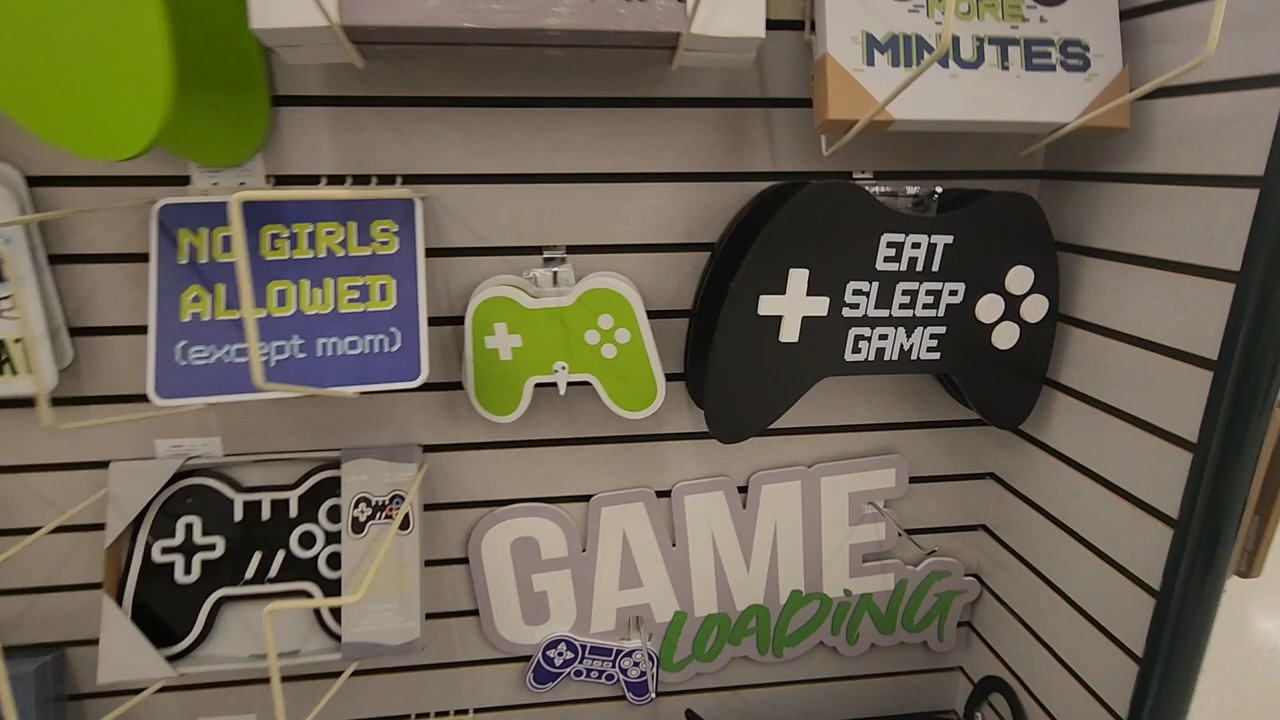 MORE
MINUTES
NO GIRLS
ALLOWED
(except mom)
EAT
SLEEP
GAME
GAME
LOADING